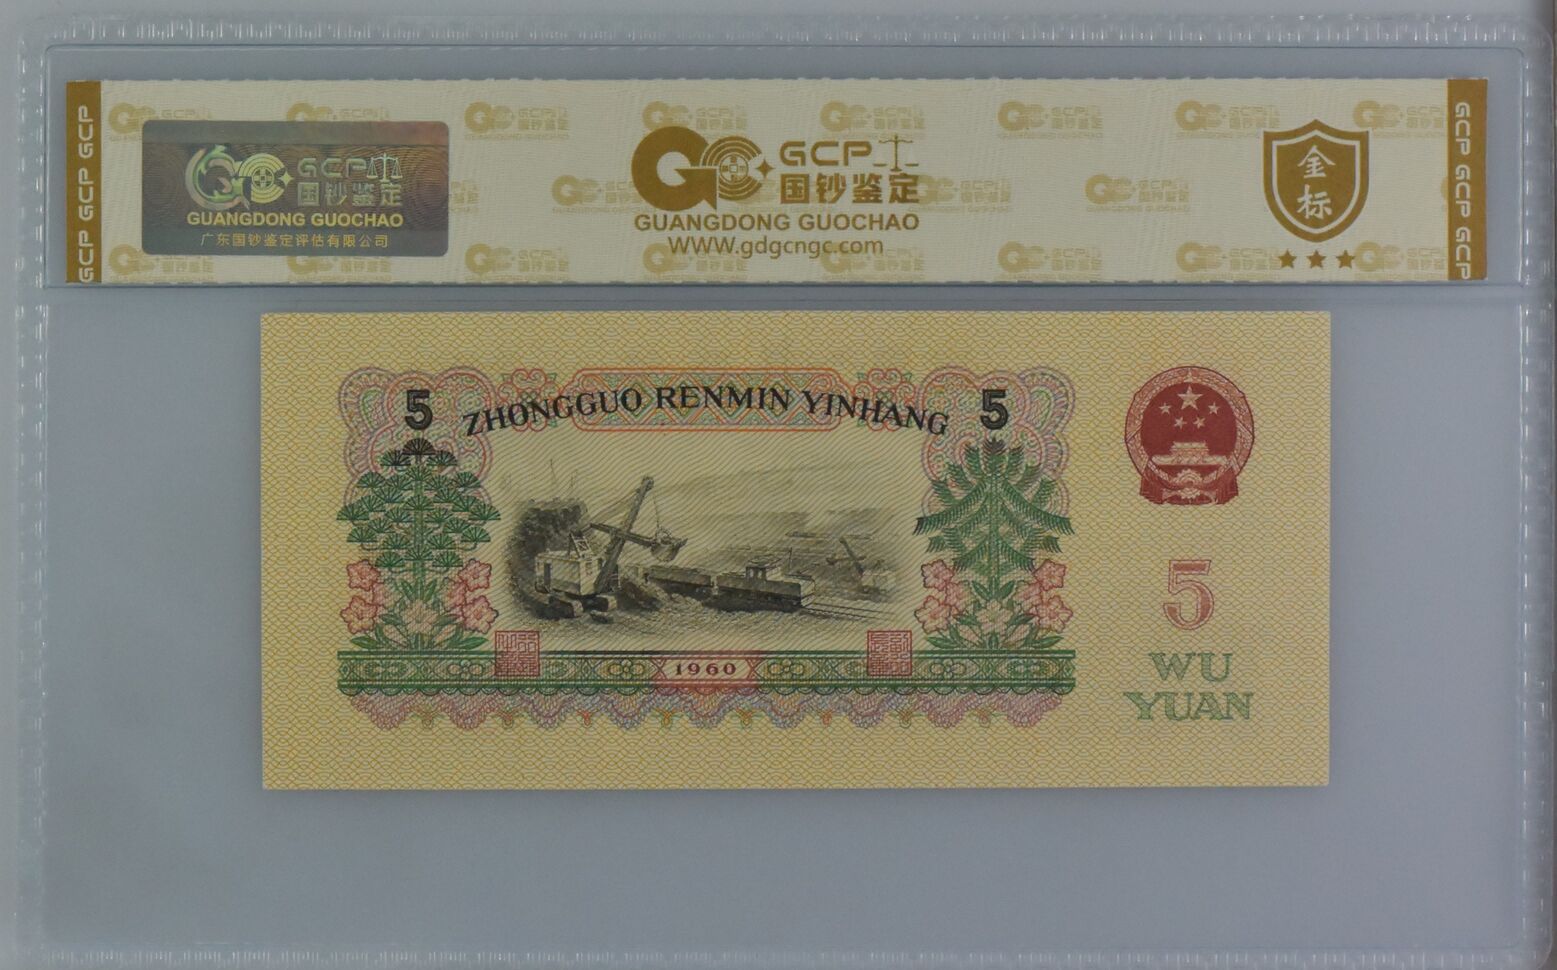 GCP GCP GCP
GCP
国钞鉴定
GUANGDONG GUOCHAO
广东国钞鉴定评估有限公司
GCP
国钞鉴定
GUANGDONG GUOCHAO
WWW.gdgcngc.com
金标
GCP GCP GCP
5 ZHONGGUO RENMIN YINHANG 5
1960
5
WU
YUAN